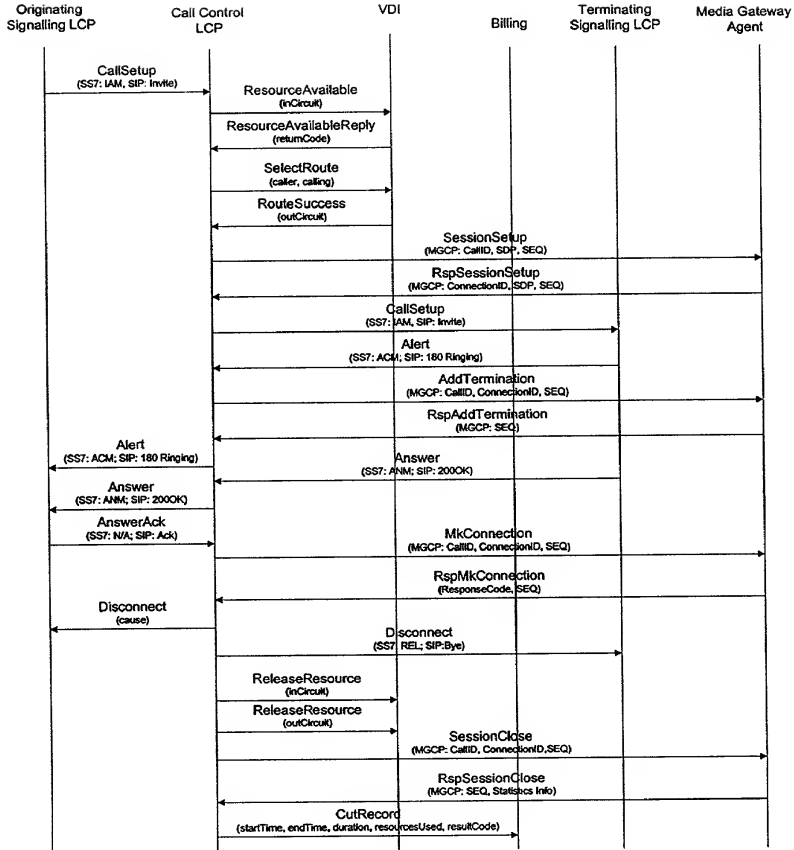 Originating
Signalling LCP
Call Control
LCP
VDI
Billing
Terminating
Signalling LCP
Media Gateway
Agent
CallSetup
(SS7: IAM, SIP: Invite)
ResourceAvailable
(inCircuit)
ResourceAvailableReply
(returnCode)
SelectRoute
(caller, calling)
RouteSuccess
(outCircuit)
SessionSetup
(MGCP: CallID, SDP, SEQ)
RspSessionSetup
(MGCP: ConnectionID, SDP, SEQ)
CallSetup
(SS7: IAM, SIP: Invite)
Alert
(SS7: ACM; SIP: 180 Ringing)
AddTermination
(MGCP: CallID, ConnectionID, SEQ)
RspAddTermination
(MGCP: SEQ)
Alert
(SS7: ACM; SIP: 180 Ringing)
Answer
(SS7: ANM; SIP: 200OK)
Answer
(SS7: ANM; SIP: 200OK)
AnswerAck
(SS7: N/A; SIP: Ack)
MkConnection
(MGCP: CallID, ConnectionID, SEQ)
RspMkConnection
(ResponseCode, SEQ)
Disconnect
(cause)
Disconnect
(SS7: REL; SIP:Bye)
ReleaseResource
(inCircuit)
ReleaseResource
(outCircuit)
SessionClose
(MGCP: CallID, ConnectionID,SEQ)
RspSessionClose
(MGCP: SEQ, Statistics Info)
CutRecord
(startTime, endTime, duration, resourcesUsed, resultCode)